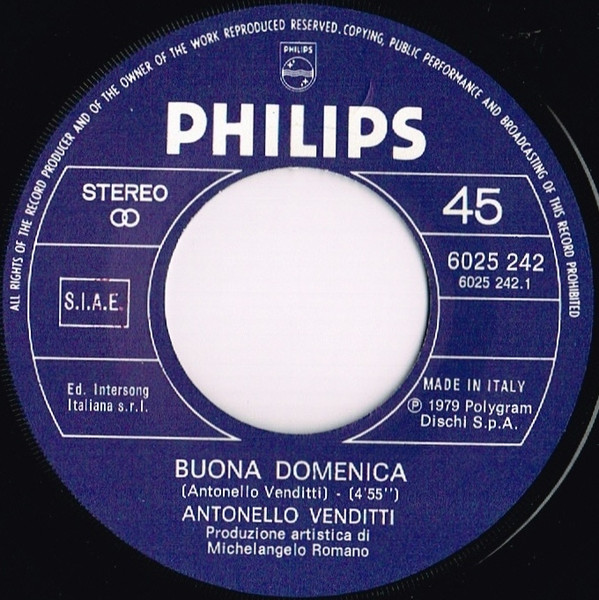 ALL RIGHTS OF THE RECORD PRODUCER AND OF THE OWNER OF THE WORK REPRODUCED RESERVED. COPYING, PUBLIC PERFORMANCE AND BROADCASTING OF THIS RECORD PROHIBITED
PHILIPS
PHILIPS
STEREO
45
6025 242
6025 242.1
S.I.A.E.
Ed. Intersong
Italiana s.r.l.
MADE IN ITALY
℗ 1979 Polygram
Dischi S.p.A.
BUONA DOMENICA
(Antonello Venditti) - (4'55'')
ANTONELLO VENDITTI
Produzione artistica di
Michelangelo Romano